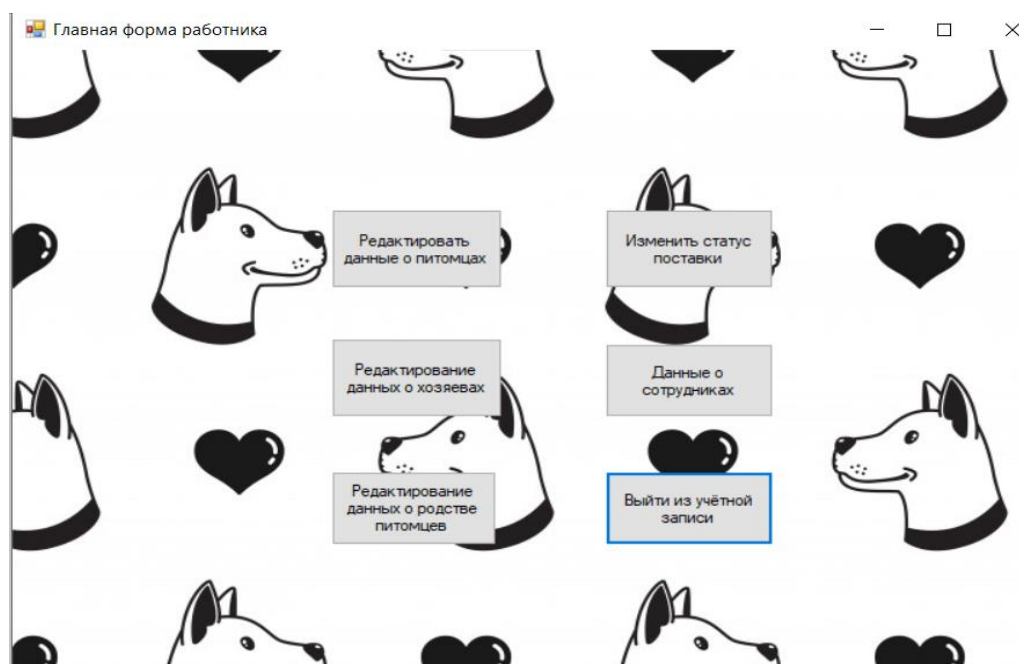 Главная форма работника
Редактировать
данные о питомцах
Изменить статус
поставки
Редактирование
данных о хозяевах
Данные о
сотрудниках
Редактирование
данных о родстве
питомцев
Выйти из учётной
записи